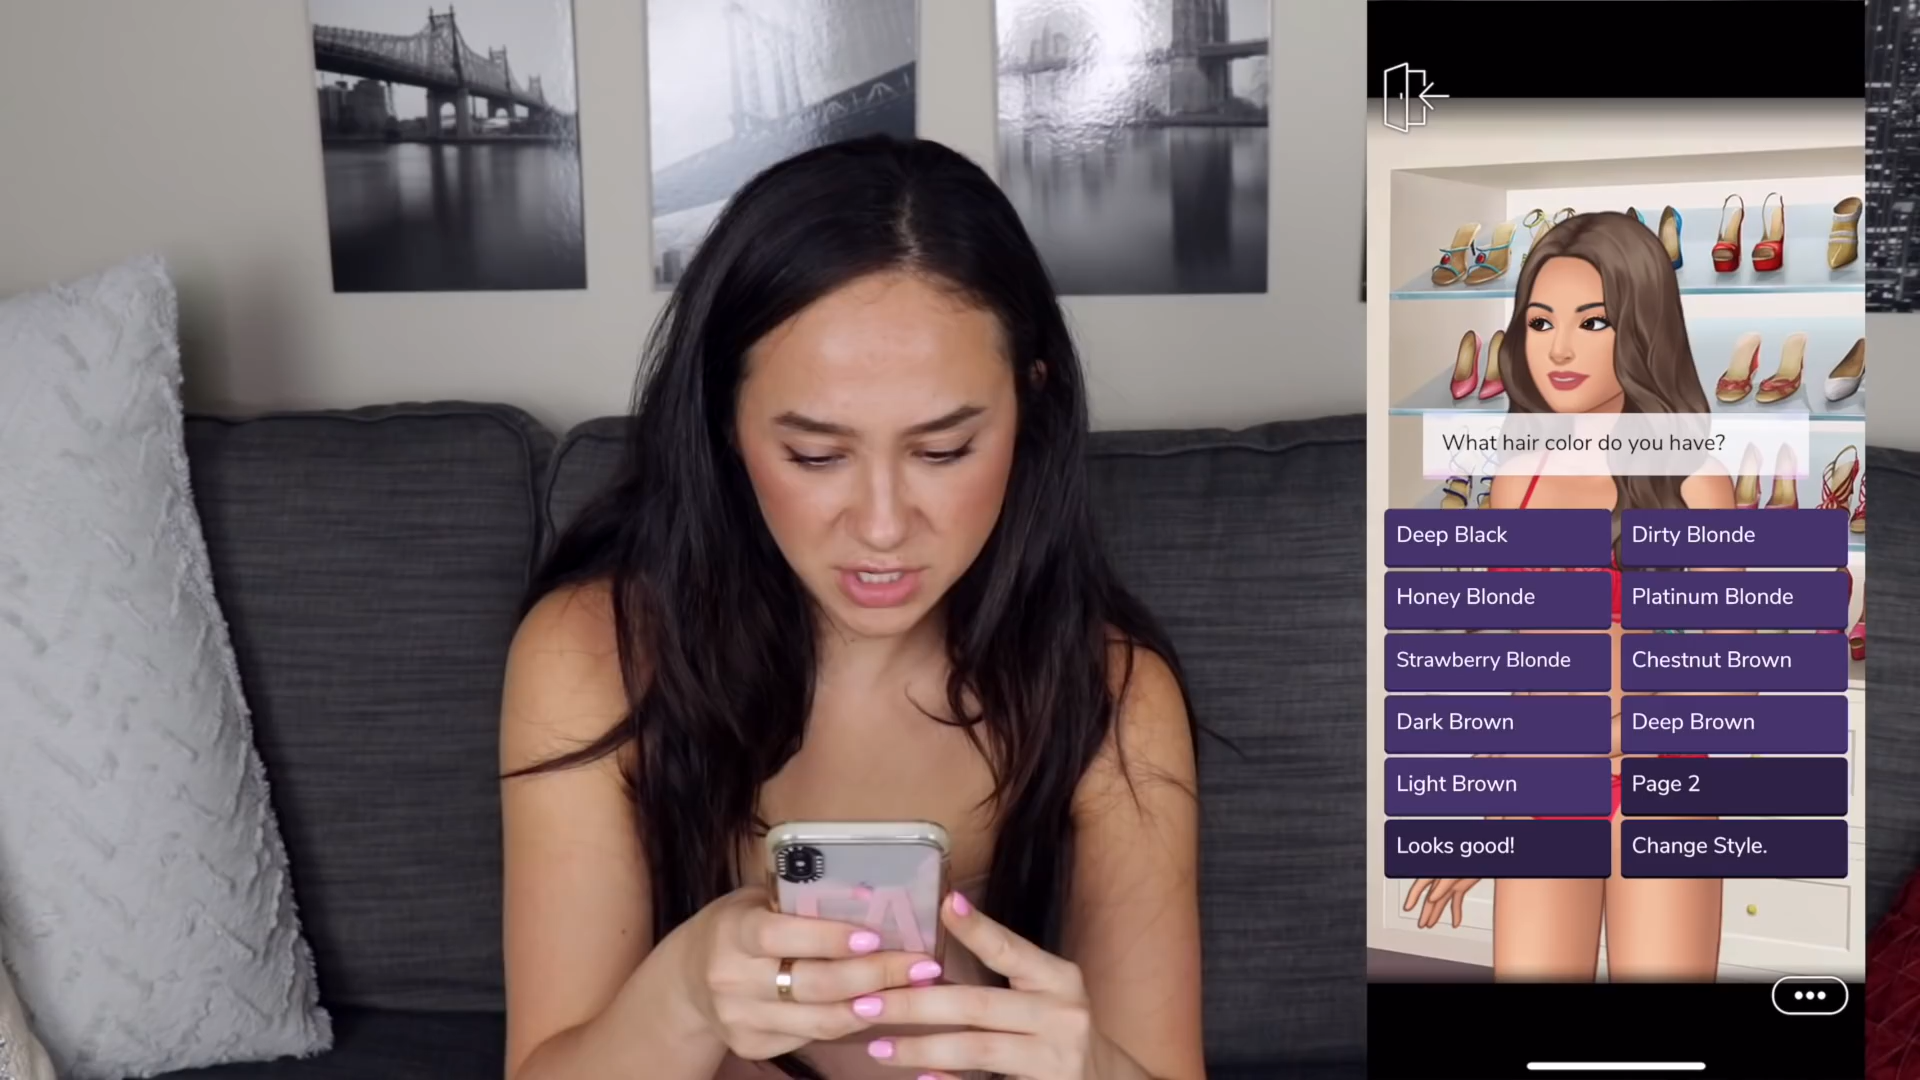 What hair color do you have?
Deep Black
Dirty Blonde
Honey Blonde
Platinum Blonde
Strawberry Blonde
Chestnut Brown
Dark Brown
Deep Brown
Light Brown
Page 2
Looks good!
Change Style.